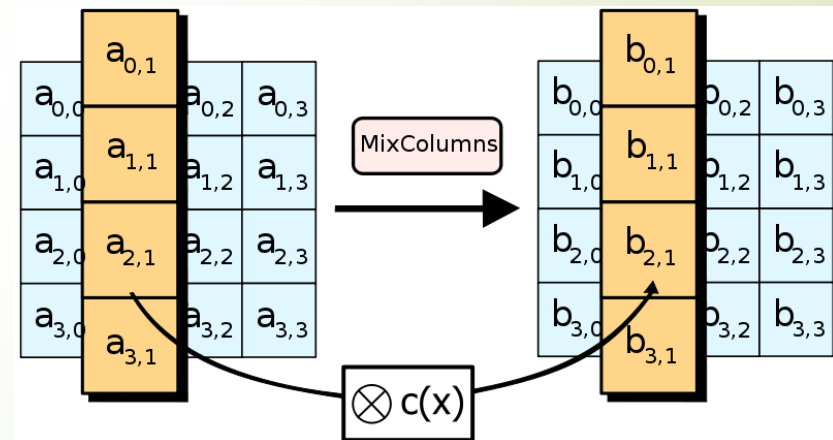 a0,1
a0,0 a0,2 a0,3
a1,1
a1,0 a1,2 a1,3
a2,1
a2,0 a2,2 a2,3
a3,1
a3,0 a3,2 a3,3
MixColumns
b0,1
b0,0 b0,2 b0,3
b1,1
b1,0 b1,2 b1,3
b2,1
b2,0 b2,2 b2,3
b3,1
b3,0 b3,2 b3,3
⊗ c(x)